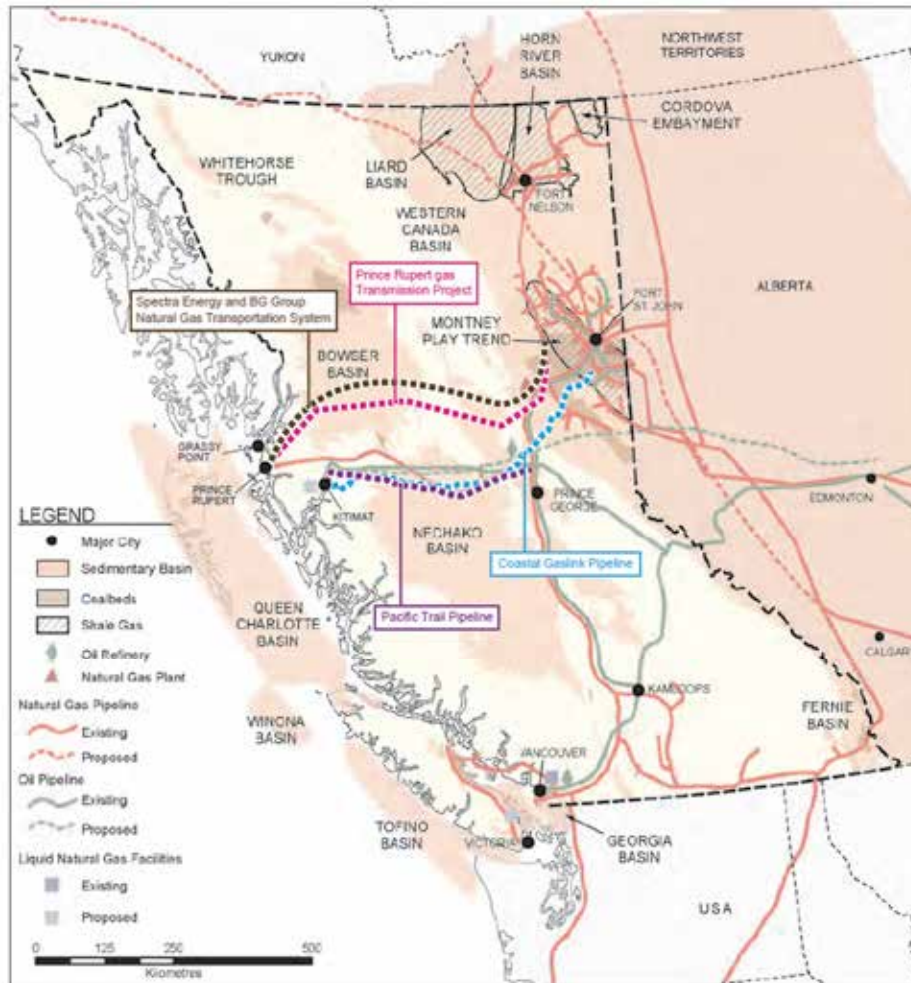 YUKON
HORN
RIVER
BASIN
NORTHWEST
TERRITORIES
CORDOVA
EMBAYMENT
WHITEHORSE
TROUGH
LIARD
BASIN
FORT
NELSON
ALASKA
WESTERN
CANADA
BASIN
Prince Rupert gas
Transmission Project
Spectra Energy and BG Group
Natural Gas Transportation System
FORT
ST. JOHN
ALBERTA
MONTNEY
PLAY TREND
BOWSER
BASIN
GRASSY
POINT
PRINCE
RUPERT
KITIMAT
PRINCE
GEORGE
EDMONTON
NECHAKO
BASIN
Coastal Gaslink Pipeline
Pacific Trail Pipeline
QUEEN
CHARLOTTE
BASIN
CALGAR
KAMLOOPS
FERNIE
BASIN
WINONA
BASIN
VANCOUVER
TOFINO
BASIN
VICTORIA
GEORGIA
BASIN
USA
LEGEND
Major City
Sedimentary Basin
Coalbeds
Shale Gas
Oil Refinery
Natural Gas Plant
Natural Gas Pipeline
Existing
Proposed
Oil Pipeline
Existing
Proposed
Liquid Natural Gas Facilities
Existing
Proposed
0 125 250 500
Kilometres